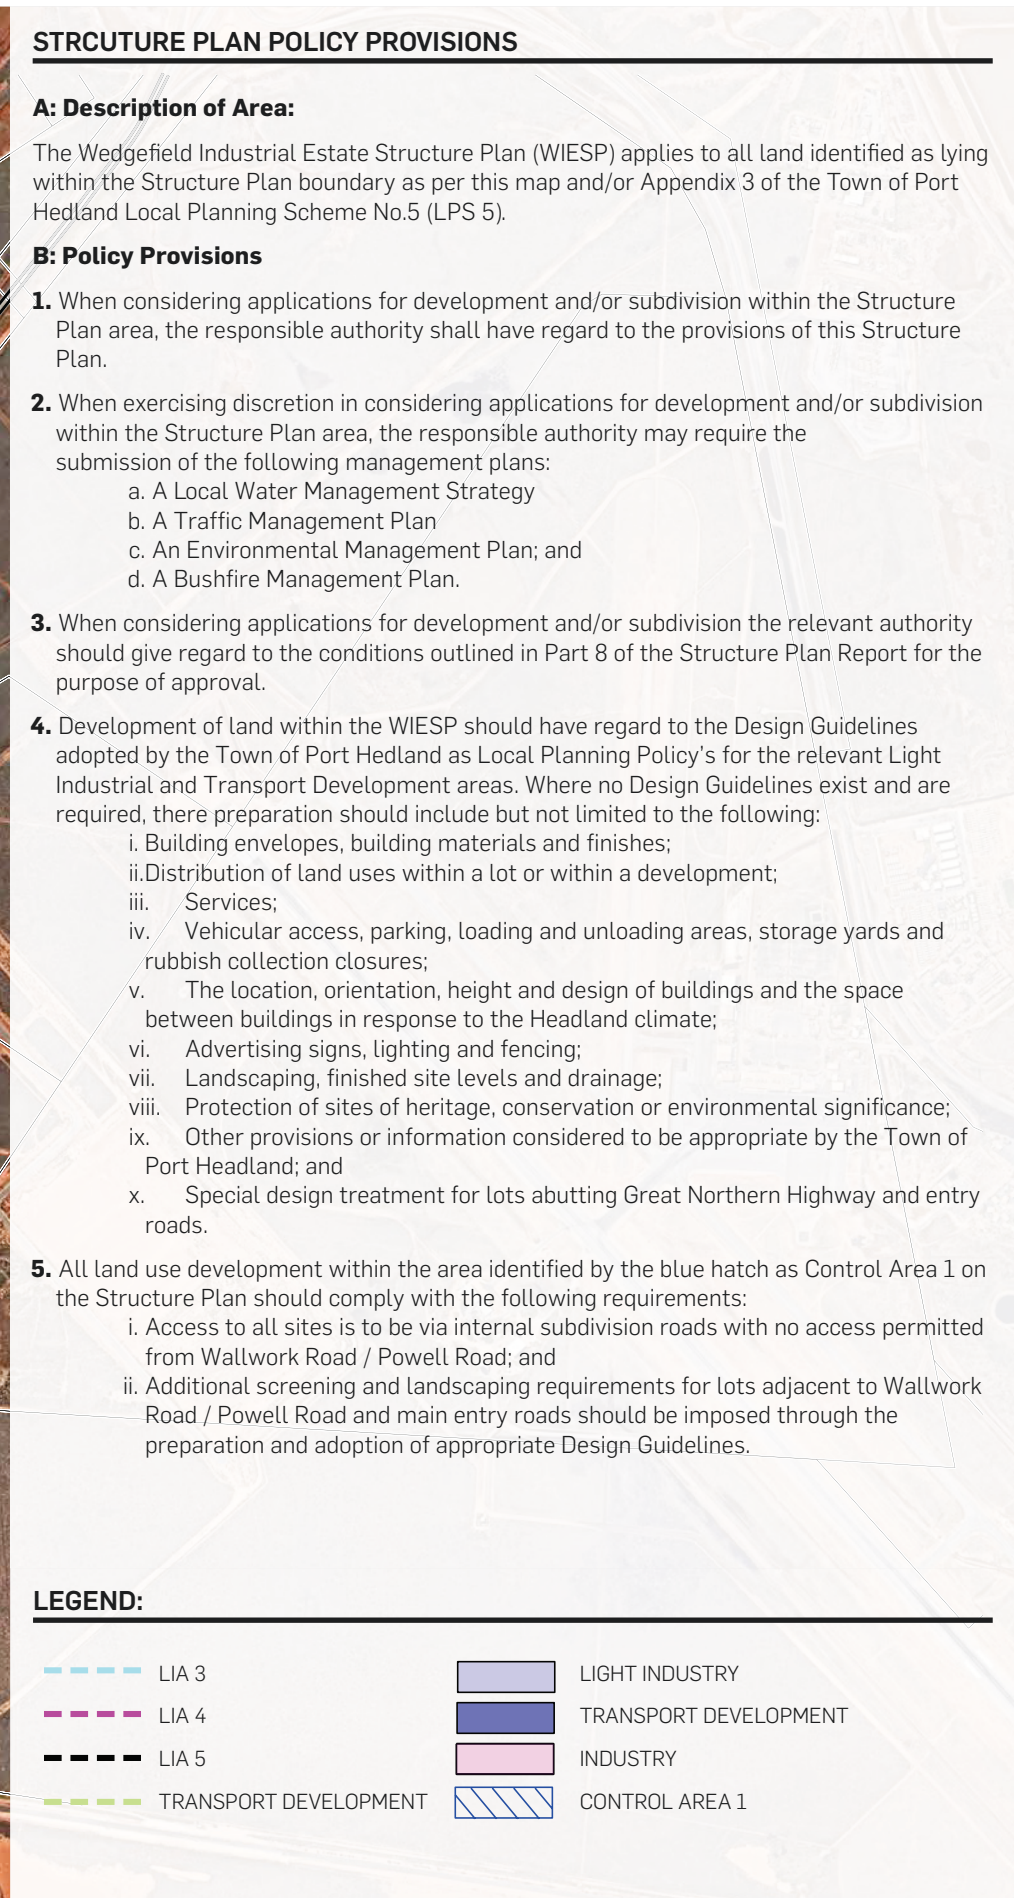 STRCUTURE PLAN POLICY PROVISIONS
A: Description of Area:
The Wedgefield Industrial Estate Structure Plan (WIESP) applies to all land identified as lying
within the Structure Plan boundary as per this map and/or Appendix 3 of the Town of Port
Hedland Local Planning Scheme No.5 (LPS 5).
B: Policy Provisions
1. When considering applications for development and/or subdivision within the Structure
Plan area, the responsible authority shall have regard to the provisions of this Structure
Plan.
2. When exercising discretion in considering applications for development and/or subdivision
within the Structure Plan area, the responsible authority may require the
submission of the following management plans:
a. A Local Water Management Strategy
b. A Traffic Management Plan
c. An Environmental Management Plan; and
d. A Bushfire Management Plan.
3. When considering applications for development and/or subdivision the relevant authority
should give regard to the conditions outlined in Part 8 of the Structure Plan Report for the
purpose of approval.
4. Development of land within the WIESP should have regard to the Design Guidelines
adopted by the Town of Port Hedland as Local Planning Policy's for the relevant Light
Industrial and Transport Development areas. Where no Design Guidelines exist and are
required, there preparation should include but not limited to the following:
i. Building envelopes, building materials and finishes;
ii.Distribution of land uses within a lot or within a development;
iii. Services;
iv. Vehicular access, parking, loading and unloading areas, storage yards and
rubbish collection closures;
v. The location, orientation, height and design of buildings and the space
between buildings in response to the Headland climate;
vi. Advertising signs, lighting and fencing;
vii. Landscaping, finished site levels and drainage;
viii. Protection of sites of heritage, conservation or environmental significance;
ix. Other provisions or information considered to be appropriate by the Town of
Port Headland; and
x. Special design treatment for lots abutting Great Northern Highway and entry
roads.
5. All land use development within the area identified by the blue hatch as Control Area 1 on
the Structure Plan should comply with the following requirements:
i. Access to all sites is to be via internal subdivision roads with no access permitted
from Wallwork Road / Powell Road; and
ii. Additional screening and landscaping requirements for lots adjacent to Wallwork
Road / Powell Road and main entry roads should be imposed through the
preparation and adoption of appropriate Design Guidelines.
LEGEND:
LIA 3
LIA 4
LIA 5
TRANSPORT DEVELOPMENT
LIGHT INDUSTRY
TRANSPORT DEVELOPMENT
INDUSTRY
CONTROL AREA 1